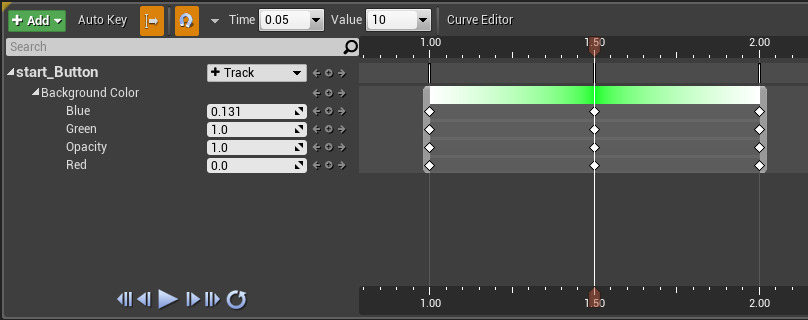 + Add Auto Key Time 0.05 Value 10 Curve Editor
Search
1.00 1.50 2.00
start_Button + Track
Background Color
Blue 0.131
Green 1.0
Opacity 1.0
Red 0.0
1.00 1.50 2.00